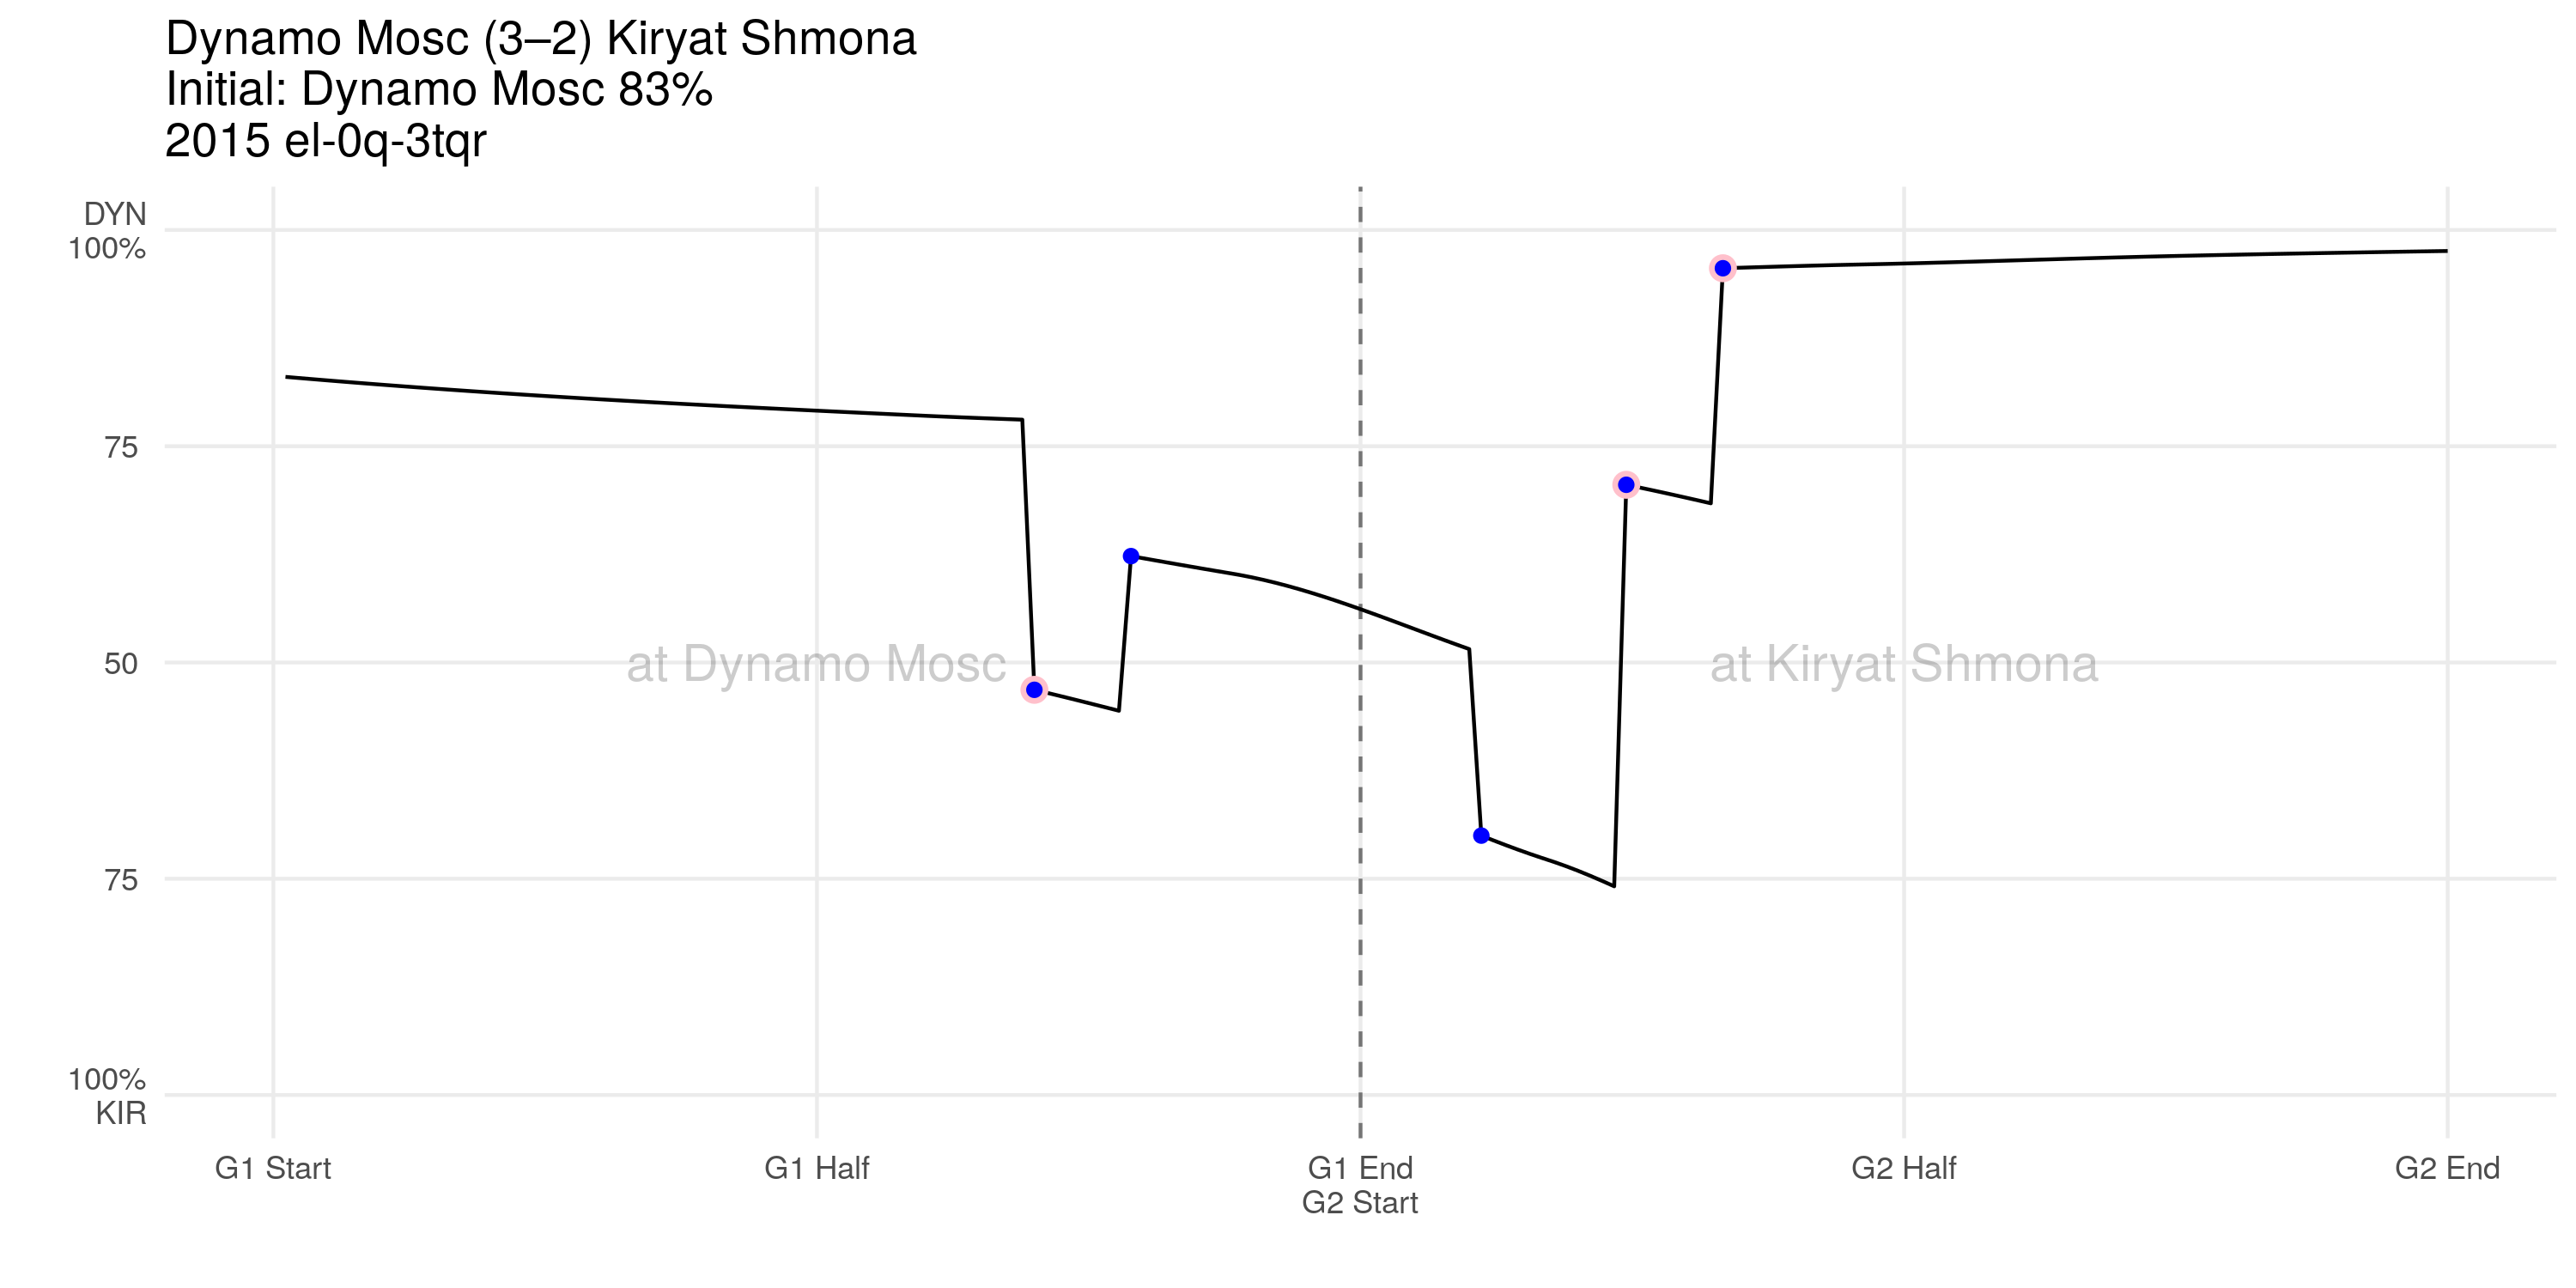 Dynamo Mosc (3–2) Kiryat Shmona
Initial: Dynamo Mosc 83%
2015 el-0q-3tqr
DYN
100%
75
50
75
100%
KIR
at Dynamo Mosc
at Kiryat Shmona
G1 Start
G1 Half
G1 End
G2 Start
G2 Half
G2 End